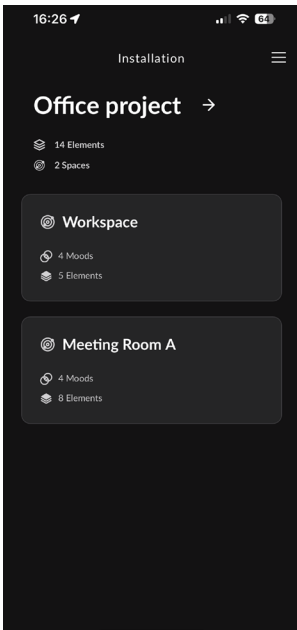 16:26
64
Installation
Office project
14 Elements
2 Spaces
Workspace
4 Moods
5 Elements
Meeting Room A
4 Moods
8 Elements